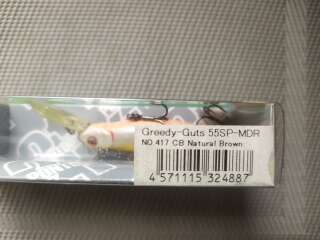 Greedy-Guts 55SP-MDR
NO.417 CB Natural Brown
4 571115 324887